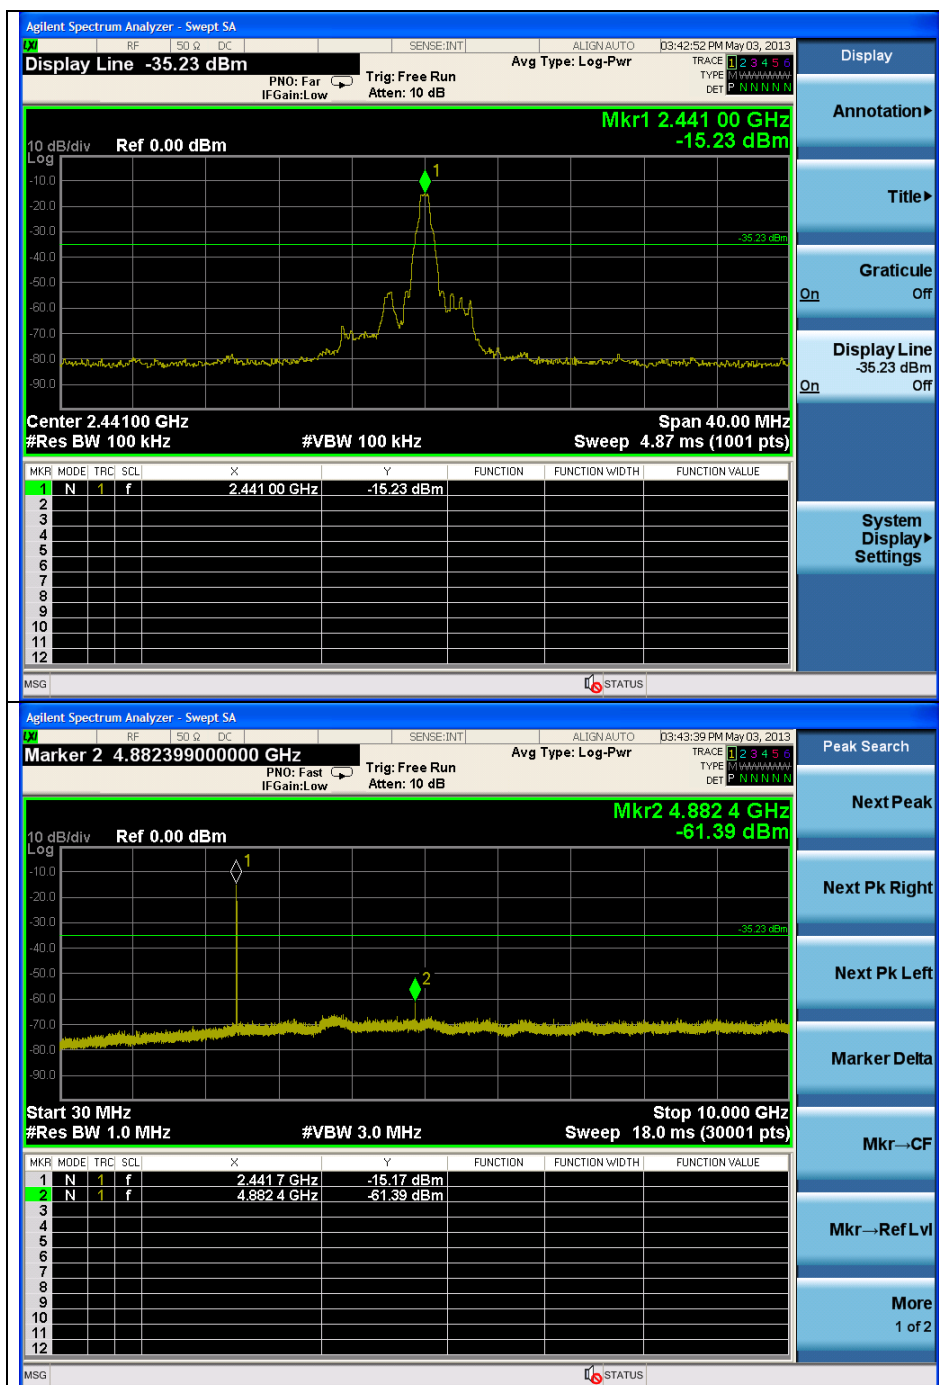 Agilent Spectrum Analyzer - Swept SA
LXI RF 50 Ω DC SENSE:INT ALIGN AUTO 03:42:52 PM May 03, 2013
Display Line -35.23 dBm
PNO: Far
IFGain:Low
Trig: Free Run
Atten: 10 dB
Avg Type: Log-Pwr
TRACE 1 2 3 4 5 6
TYPE M
DET P N N N N N
Mkr1 2.441 00 GHz
-15.23 dBm
10 dB/div Ref 0.00 dBm
Log
1
-10.0
-20.0
-30.0
-35.23 dBm
-40.0
-50.0
-60.0
-70.0
-80.0
-90.0
Center 2.44100 GHz Span 40.00 MHz
#Res BW 100 kHz #VBW 100 kHz Sweep 4.87 ms (1001 pts)
MKR MODE TRC SCL X Y FUNCTION FUNCTION WIDTH FUNCTION VALUE
1 N 1 f 2.441 00 GHz -15.23 dBm
2
3
4
5
6
7
8
9
10
11
12
MSG STATUS
Display
Annotation
Title
Graticule
On Off
Display Line
-35.23 dBm
On Off
System
Display
Settings
Agilent Spectrum Analyzer - Swept SA
LXI RF 50 Ω DC SENSE:INT ALIGN AUTO 03:43:39 PM May 03, 2013
Marker 2 4.882399000000 GHz
PNO: Fast
IFGain:Low
Trig: Free Run
Atten: 10 dB
Avg Type: Log-Pwr
TRACE 1 2 3 4 5 6
TYPE M
DET P N N N N N
Mkr2 4.882 4 GHz
-61.39 dBm
10 dB/div Ref 0.00 dBm
Log
1
-10.0
-20.0
-30.0
-35.23 dBm
-40.0
-50.0
2
-60.0
-70.0
-80.0
-90.0
Start 30 MHz Stop 10.000 GHz
#Res BW 1.0 MHz #VBW 3.0 MHz Sweep 18.0 ms (30001 pts)
MKR MODE TRC SCL X Y FUNCTION FUNCTION WIDTH FUNCTION VALUE
1 N 1 f 2.441 7 GHz -15.17 dBm
2 N 1 f 4.882 4 GHz -61.39 dBm
3
4
5
6
7
8
9
10
11
12
MSG STATUS
Peak Search
Next Peak
Next Pk Right
Next Pk Left
Marker Delta
Mkr→CF
Mkr→Ref Lvl
More
1 of 2